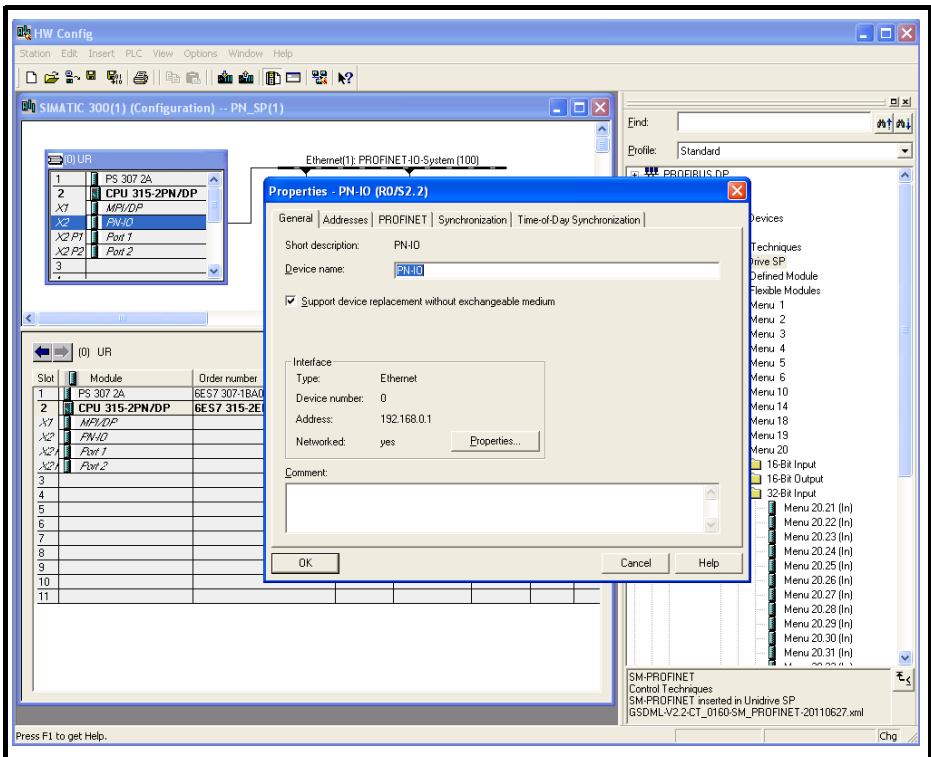 HW Config
Station Edit Insert PLC View Options Window Help
SIMATIC 300(1) (Configuration) -- PN_SP(1)
(0) UR
1 PS 307 2A
2 CPU 315-2PN/DP
X1 MPI/DP
X2 PN-IO
X2 P1 Port 1
X2 P2 Port 2
3
Ethernet(1): PROFINET-IO-System (100)
Properties - PN-IO (R0/S2.2)
General Addresses PROFINET Synchronization Time-of-Day Synchronization
Short description: PN-IO
Device name: PN-IO
Support device replacement without exchangeable medium
Interface
Type: Ethernet
Device number: 0
Address: 192.168.0.1
Networked: yes Properties...
Comment:
OK Cancel Help
(0) UR
Slot Module Order number
1 PS 307 2A 6ES7 307-1BA0
2 CPU 315-2PN/DP 6ES7 315-2E
X1 MPI/DP
X2 PN-IO
X2 Port 1
X2 Port 2
3
4
5
6
7
8
9
10
11
Find:
Profile: Standard
PROFIBUS DP
Devices
Techniques
Drive SP
Defined Module
Flexible Modules
Menu 1
Menu 2
Menu 3
Menu 4
Menu 5
Menu 6
Menu 10
Menu 14
Menu 18
Menu 19
Menu 20
16-Bit Input
16-Bit Output
32-Bit Input
Menu 20.21 (In)
Menu 20.22 (In)
Menu 20.23 (In)
Menu 20.24 (In)
Menu 20.25 (In)
Menu 20.26 (In)
Menu 20.27 (In)
Menu 20.28 (In)
Menu 20.29 (In)
Menu 20.30 (In)
Menu 20.31 (In)
SM-PROFINET
Control Techniques
SM-PROFINET inserted in Unidrive SP
GSDML-V2.2-CT_0160-SM_PROFINET-20110627.xml
Press F1 to get Help.
Chg